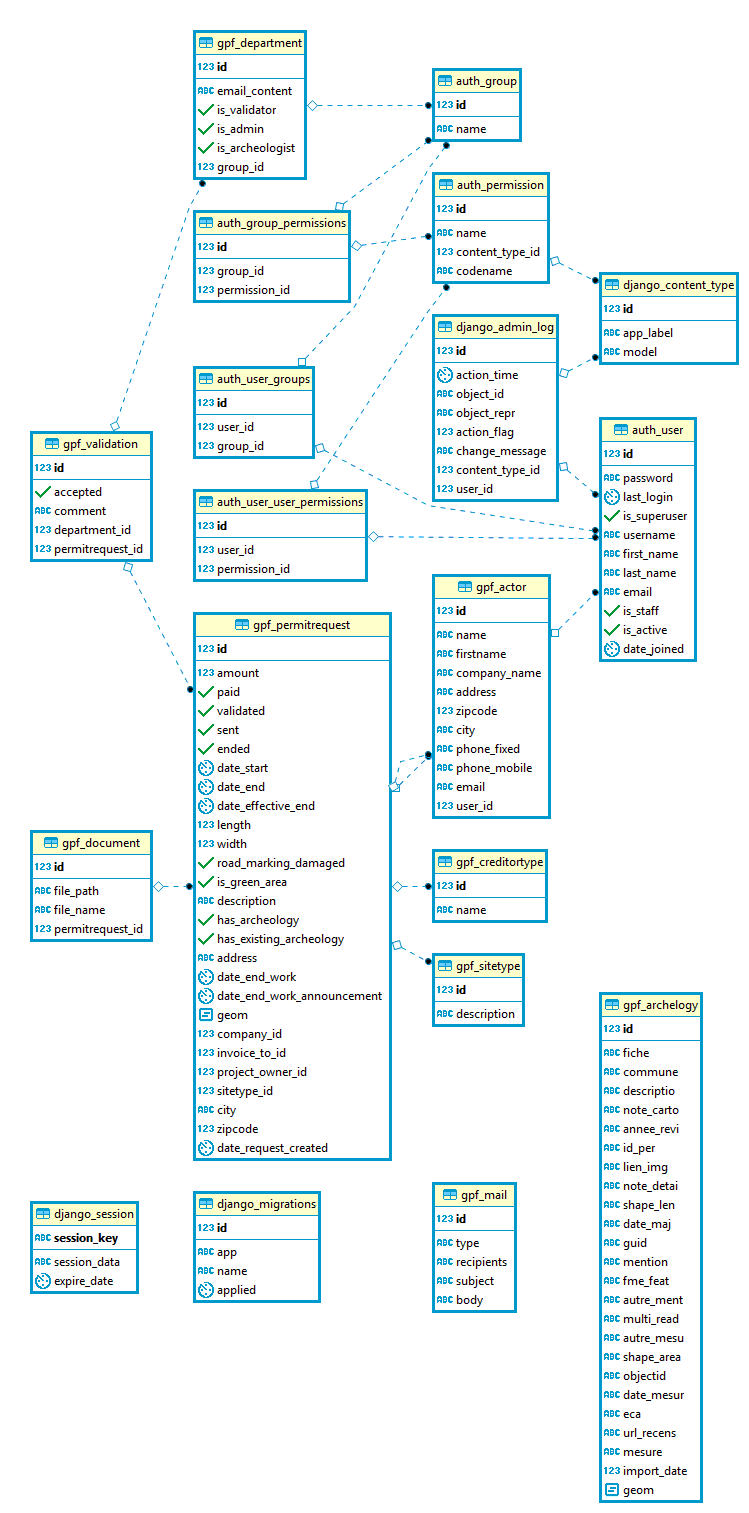 gpf_department
123 id
ABC email_content
is_validator
is_admin
is_archeologist
123 group_id
auth_group
123 id
ABC name
auth_permission
123 id
ABC name
123 content_type_id
ABC codename
auth_group_permissions
123 id
123 group_id
123 permission_id
django_content_type
123 id
ABC app_label
ABC model
django_admin_log
123 id
action_time
ABC object_id
ABC object_repr
123 action_flag
ABC change_message
123 content_type_id
123 user_id
auth_user_groups
123 id
123 user_id
123 group_id
auth_user
123 id
ABC password
last_login
is_superuser
ABC username
ABC first_name
ABC last_name
ABC email
is_staff
is_active
date_joined
gpf_validation
123 id
accepted
ABC comment
123 department_id
123 permitrequest_id
auth_user_user_permissions
123 id
123 user_id
123 permission_id
gpf_actor
123 id
ABC name
ABC firstname
ABC company_name
ABC address
123 zipcode
ABC city
ABC phone_fixed
ABC phone_mobile
ABC email
123 user_id
gpf_permitrequest
123 id
123 amount
paid
validated
sent
ended
date_start
date_end
date_effective_end
123 length
123 width
road_marking_damaged
is_green_area
ABC description
has_archeology
has_existing_archeology
ABC address
date_end_work
date_end_work_announcement
geom
123 company_id
123 invoice_to_id
123 project_owner_id
123 sitetype_id
ABC city
123 zipcode
date_request_created
gpf_document
123 id
ABC file_path
ABC file_name
123 permitrequest_id
gpf_creditortype
123 id
ABC name
gpf_sitetype
123 id
ABC description
gpf_archelogy
123 id
ABC fiche
ABC commune
ABC descriptio
ABC note_carto
ABC annee_revi
ABC id_per
ABC lien_img
ABC note_detai
ABC shape_len
ABC date_maj
ABC guid
ABC mention
ABC fme_feat
ABC autre_ment
ABC multi_read
ABC autre_mesu
ABC shape_area
ABC objectid
ABC date_mesur
ABC eca
ABC url_recens
ABC mesure
123 import_date
geom
django_session
ABC session_key
ABC session_data
expire_date
django_migrations
123 id
ABC app
ABC name
applied
gpf_mail
123 id
ABC type
ABC recipients
ABC subject
ABC body